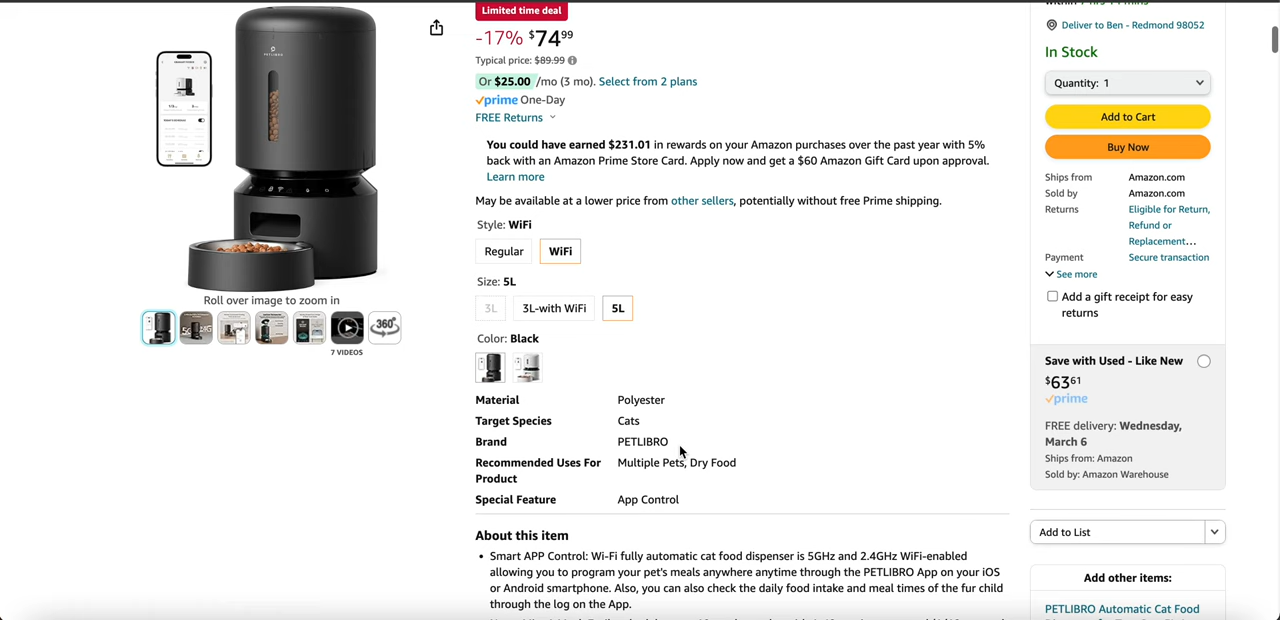 Limited time deal
-17% $74 99
Typical price: $89.99
Or $25.00 /mo (3 mo). Select from 2 plans
prime One-Day
FREE Returns
You could have earned $231.01 in rewards on your Amazon purchases over the past year with 5%
back with an Amazon Prime Store Card. Apply now and get a $60 Amazon Gift Card upon approval.
Learn more
May be available at a lower price from other sellers, potentially without free Prime shipping.
Style: WiFi
Regular
WiFi
Size: 5L
3L
3L-with WiFi
5L
Color: Black
Material Polyester
Target Species Cats
Brand PETLIBRO
Recommended Uses For Multiple Pets, Dry Food
Product
Special Feature App Control
About this item
• Smart APP Control: Wi-Fi fully automatic cat food dispenser is 5GHz and 2.4GHz WiFi-enabled
allowing you to program your pet's meals anywhere anytime through the PETLIBRO App on your iOS
or Android smartphone. Also, you can also check the daily food intake and meal times of the fur child
through the log on the App.
PETLIBRO
Roll over image to zoom in
7 VIDEOS
360°
Deliver to Ben - Redmond 98052
In Stock
Quantity: 1
Add to Cart
Buy Now
Ships from Amazon.com
Sold by Amazon.com
Returns Eligible for Return,
Refund or
Replacement...
Payment Secure transaction
See more
Add a gift receipt for easy
returns
Save with Used - Like New
$63 61
prime
FREE delivery: Wednesday,
March 6
Ships from: Amazon
Sold by: Amazon Warehouse
Add to List
Add other items:
PETLIBRO Automatic Cat Food